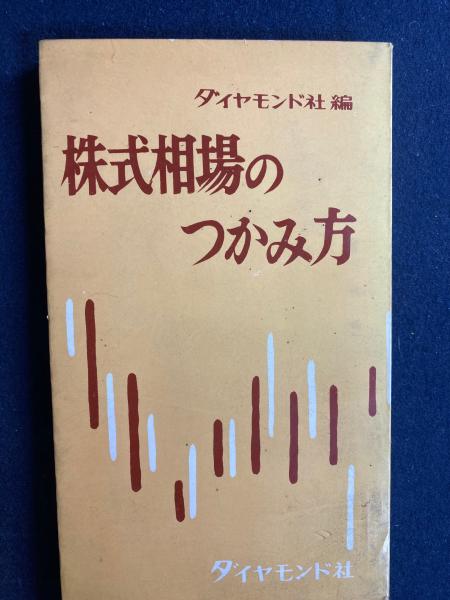 ダイヤモンド社編
株式相場の
つかみ方
ダイヤモンド社